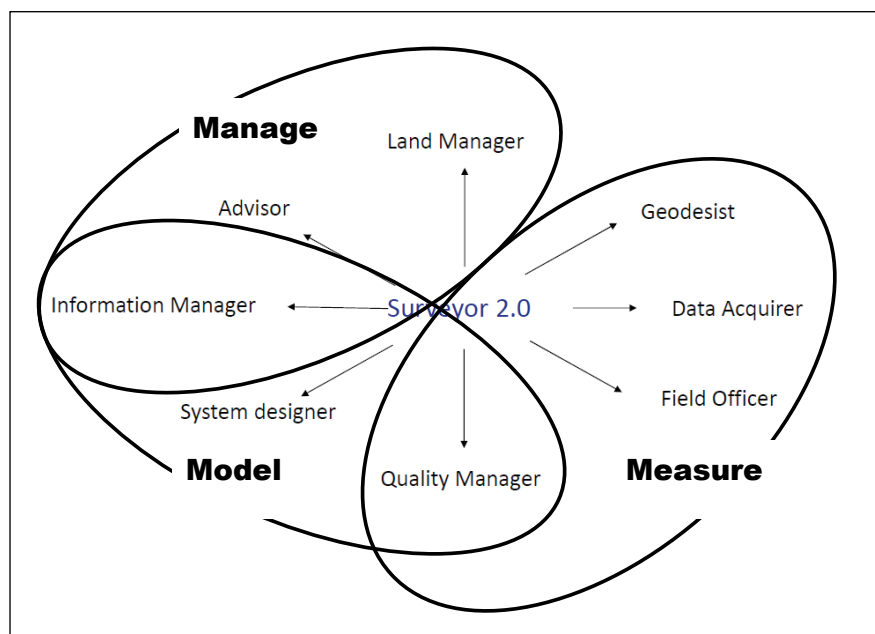 Manage
Land Manager
Advisor
Geodesist
Information Manager
Surveyor 2.0
Data Acquirer
System designer
Field Officer
Model
Quality Manager
Measure